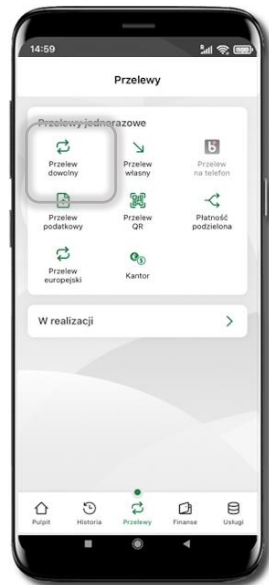 14:59
Przelewy
Przelewy jednorazowe
Przelew
dowolny
Przelew
własny
Przelew
na telefon
Przelew
podatkowy
Przelew
QR
Płatność
podzielona
Przelew
europejski
Kantor
W realizacji
Pulpit
Historia
Przelewy
Finanse
Usługi